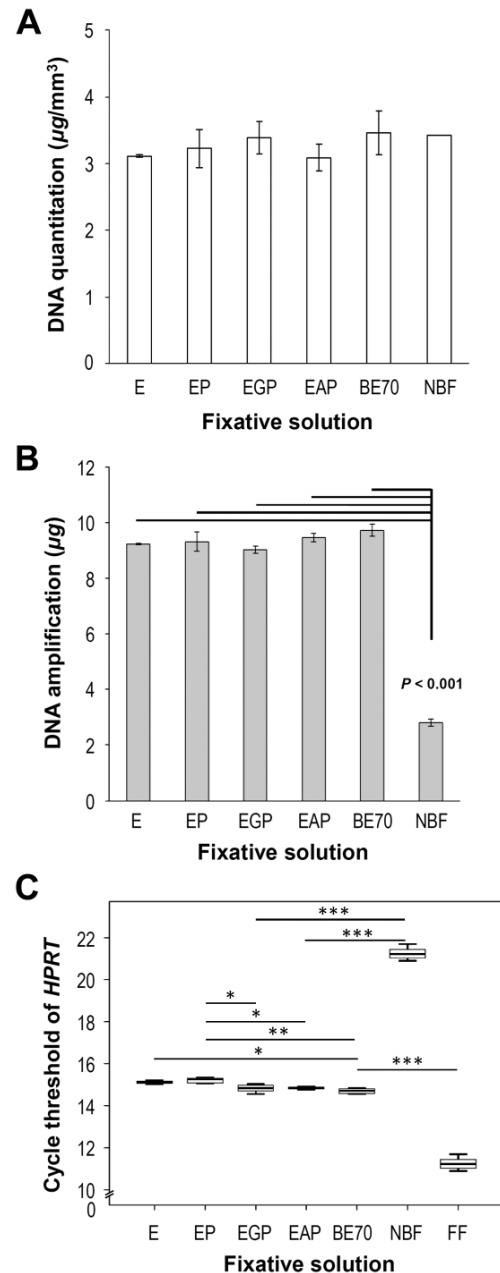 A
DNA quantitation (µg/mm³)
5
4
3
2
1
0
E EP EGP EAP BE70 NBF
Fixative solution
B
DNA amplification (µg)
12
10
8
6
4
2
0
P < 0.001
E EP EGP EAP BE70 NBF
Fixative solution
C
Cycle threshold of HPRT
22
20
18
16
14
12
10
0
***
***
*
*
**
*
***
E EP EGP EAP BE70 NBF FF
Fixative solution